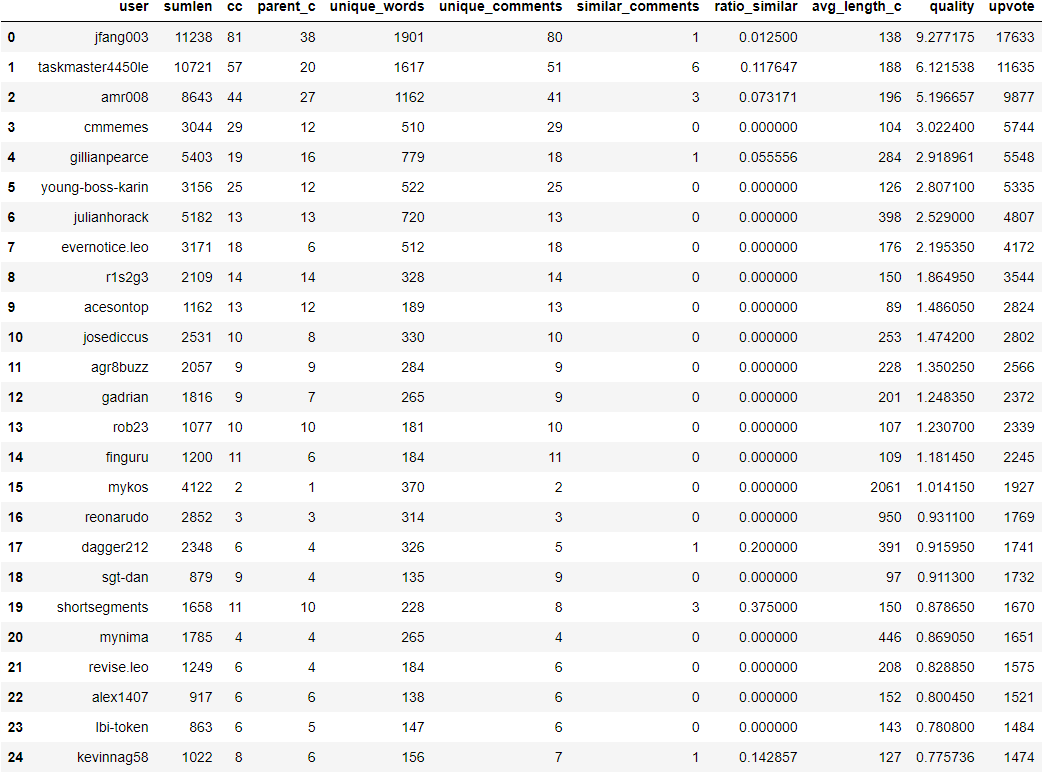 user sumlen cc parent_c unique_words unique_comments similar_comments ratio_similar avg_length_c quality upvote
0 jfang003 11238 81 38 1901 80 1 0.012500 138 9.277175 17633
1 taskmaster4450le 10721 57 20 1617 51 6 0.117647 188 6.121538 11635
2 amr008 8643 44 27 1162 41 3 0.073171 196 5.196657 9877
3 cmmemes 3044 29 12 510 29 0 0.000000 104 3.022400 5744
4 gillianpearce 5403 19 16 779 18 1 0.055556 284 2.918961 5548
5 young-boss-karin 3156 25 12 522 25 0 0.000000 126 2.807100 5335
6 julianhorack 5182 13 13 720 13 0 0.000000 398 2.529000 4807
7 evernotice.leo 3171 18 6 512 18 0 0.000000 176 2.195350 4172
8 r1s2g3 2109 14 14 328 14 0 0.000000 150 1.864950 3544
9 acesontop 1162 13 12 189 13 0 0.000000 89 1.486050 2824
10 josediccus 2531 10 8 330 10 0 0.000000 253 1.474200 2802
11 agr8buzz 2057 9 9 284 9 0 0.000000 228 1.350250 2566
12 gadrian 1816 9 7 265 9 0 0.000000 201 1.248350 2372
13 rob23 1077 10 10 181 10 0 0.000000 107 1.230700 2339
14 finguru 1200 11 6 184 11 0 0.000000 109 1.181450 2245
15 mykos 4122 2 1 370 2 0 0.000000 2061 1.014150 1927
16 reonarudo 2852 3 3 314 3 0 0.000000 950 0.931100 1769
17 dagger212 2348 6 4 326 5 1 0.200000 391 0.915950 1741
18 sgt-dan 879 9 4 135 9 0 0.000000 97 0.911300 1732
19 shortsegments 1658 11 10 228 8 3 0.375000 150 0.878650 1670
20 mynima 1785 4 4 265 4 0 0.000000 446 0.869050 1651
21 revise.leo 1249 6 4 184 6 0 0.000000 208 0.828850 1575
22 alex1407 917 6 6 138 6 0 0.000000 152 0.800450 1521
23 lbi-token 863 6 5 147 6 0 0.000000 143 0.780800 1484
24 kevinnag58 1022 8 6 156 7 1 0.142857 127 0.775736 1474